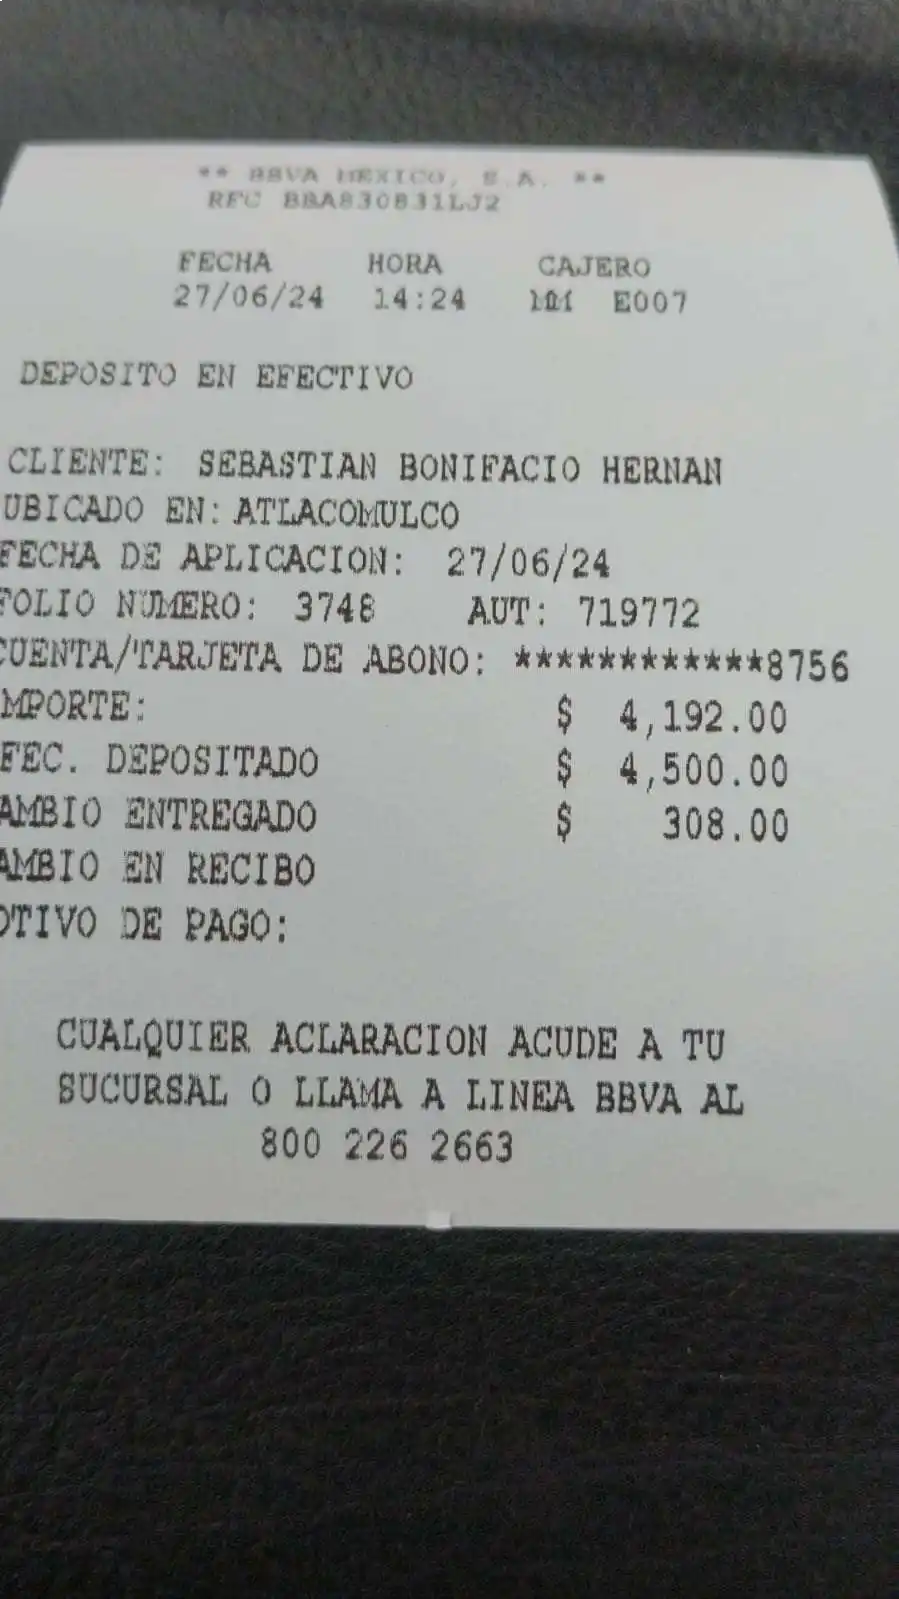 ** BBVA MEXICO, S.A. **
RFC BBA830831LJ2
FECHA HORA CAJERO
27/06/24 14:24 E007
DEPOSITO EN EFECTIVO
CLIENTE: SEBASTIAN BONIFACIO HERNAN
UBICADO EN: ATLACOMULCO
FECHA DE APLICACION: 27/06/24
FOLIO NUMERO: 3748 AUT: 719772
CUENTA/TARJETA DE ABONO: ************8756
MPORTE: $ 4,192.00
FEC. DEPOSITADO $ 4,500.00
AMBIO ENTREGADO $ 308.00
AMBIO EN RECIBO
OTIVO DE PAGO:
CUALQUIER ACLARACION ACUDE A TU
SUCURSAL O LLAMA A LINEA BBVA AL
800 226 2663